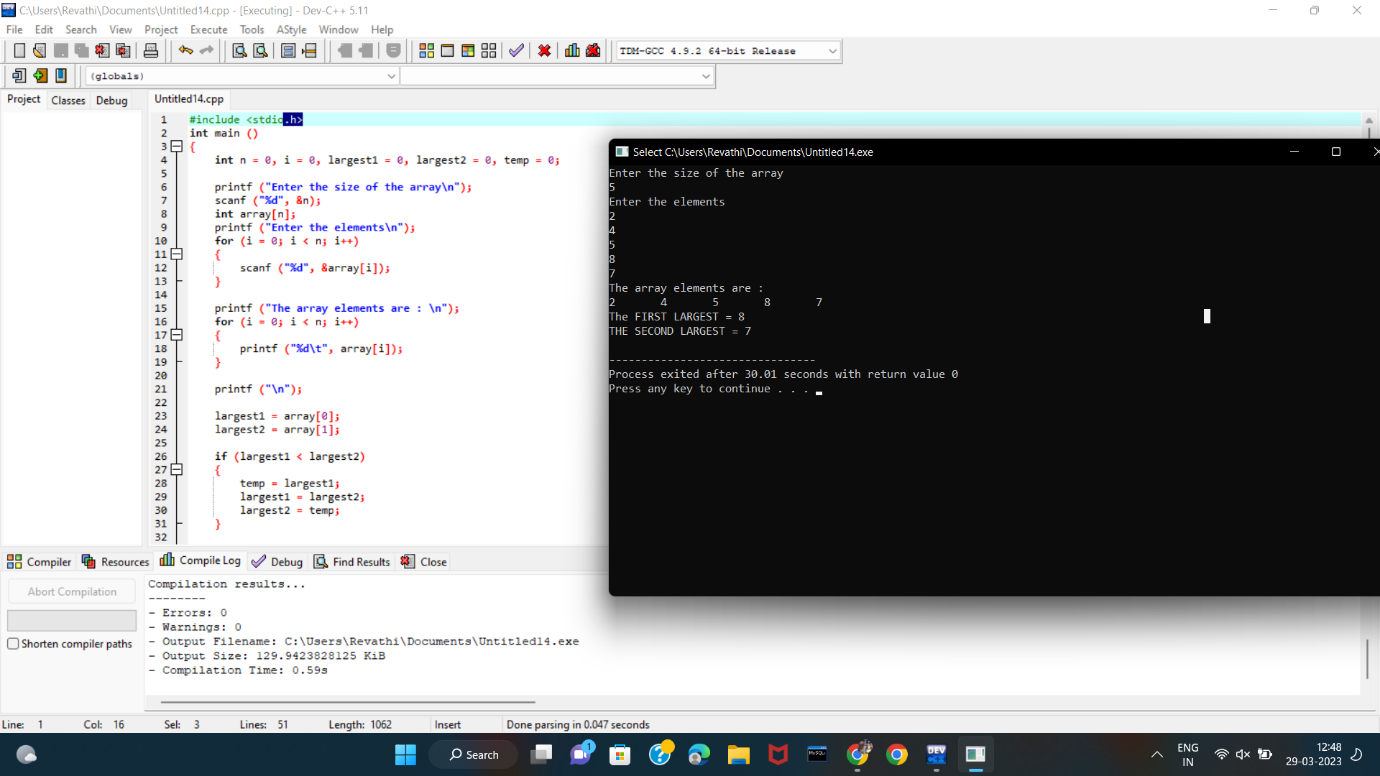 C:\Users\Revathi\Documents\Untitled14.cpp - [Executing] - Dev-C++ 5.11
File Edit Search View Project Execute Tools AStyle Window Help
TDM-GCC 4.9.2 64-bit Release
(globals)
Project Classes Debug
Untitled14.cpp
1 #include <stdio.h>
2 int main ()
3 {
4 int n = 0, i = 0, largest1 = 0, largest2 = 0, temp = 0;
5
6 printf ("Enter the size of the array\n");
7 scanf ("%d", &n);
8 int array[n];
9 printf ("Enter the elements\n");
10 for (i = 0; i < n; i++)
11 {
12 scanf ("%d", &array[i]);
13 }
14
15 printf ("The array elements are : \n");
16 for (i = 0; i < n; i++)
17 {
18 printf ("%d\t", array[i]);
19 }
20
21 printf ("\n");
22
23 largest1 = array[0];
24 largest2 = array[1];
25
26 if (largest1 < largest2)
27 {
28 temp = largest1;
29 largest1 = largest2;
30 largest2 = temp;
31 }
32
Select C:\Users\Revathi\Documents\Untitled14.exe
Enter the size of the array
5
Enter the elements
2
4
5
8
7
The array elements are :
2 4 5 8 7
The FIRST LARGEST = 8
THE SECOND LARGEST = 7
--------------------------------
Process exited after 30.01 seconds with return value 0
Press any key to continue . . .
Compiler Resources Compile Log Debug Find Results Close
Abort Compilation
Shorten compiler paths
Compilation results...
--------
- Errors: 0
- Warnings: 0
- Output Filename: C:\Users\Revathi\Documents\Untitled14.exe
- Output Size: 129.9423828125 KiB
- Compilation Time: 0.59s
Line: 1 Col: 16 Sel: 3 Lines: 51 Length: 1062 Insert Done parsing in 0.047 seconds
Search
1
DEV
ENG
IN
12:48
29-03-2023